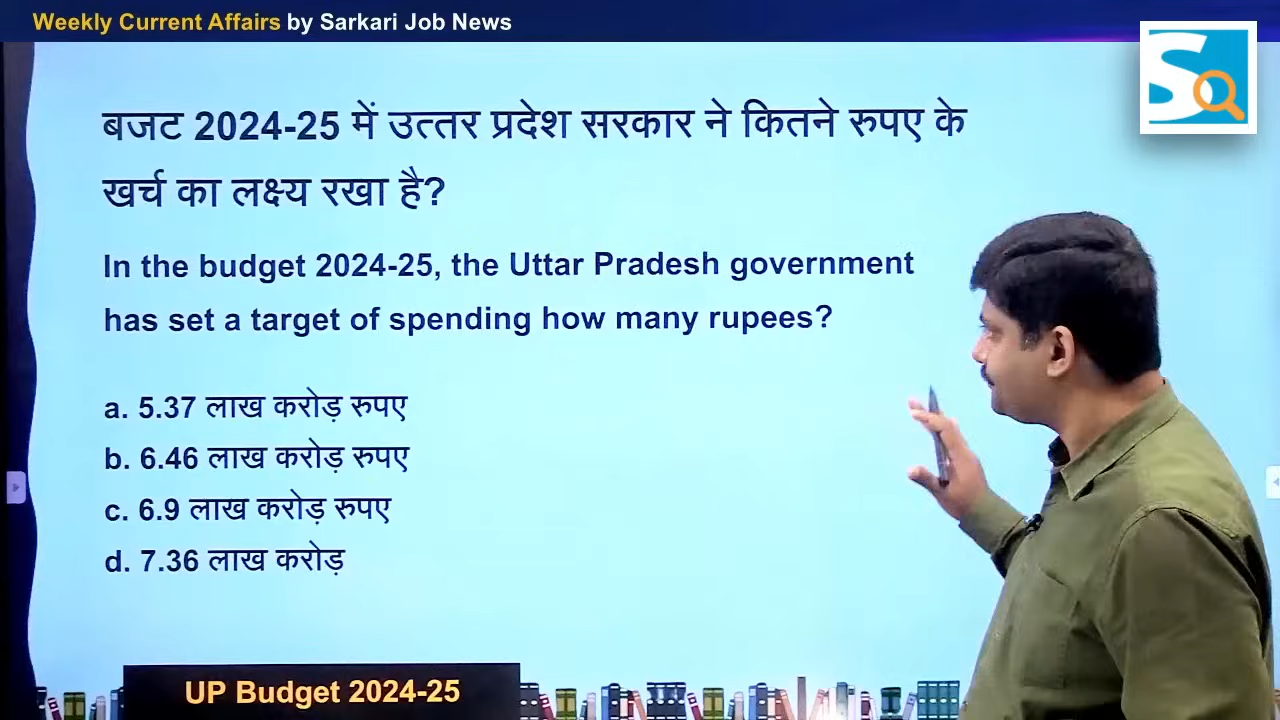 Weekly Current Affairs by Sarkari Job News
बजट 2024-25 में उत्तर प्रदेश सरकार ने कितने रुपए के
खर्च का लक्ष्य रखा है?
In the budget 2024-25, the Uttar Pradesh government
has set a target of spending how many rupees?
a. 5.37 लाख करोड़ रुपए
b. 6.46 लाख करोड़ रुपए
c. 6.9 लाख करोड़ रुपए
d. 7.36 लाख करोड़
UP Budget 2024-25